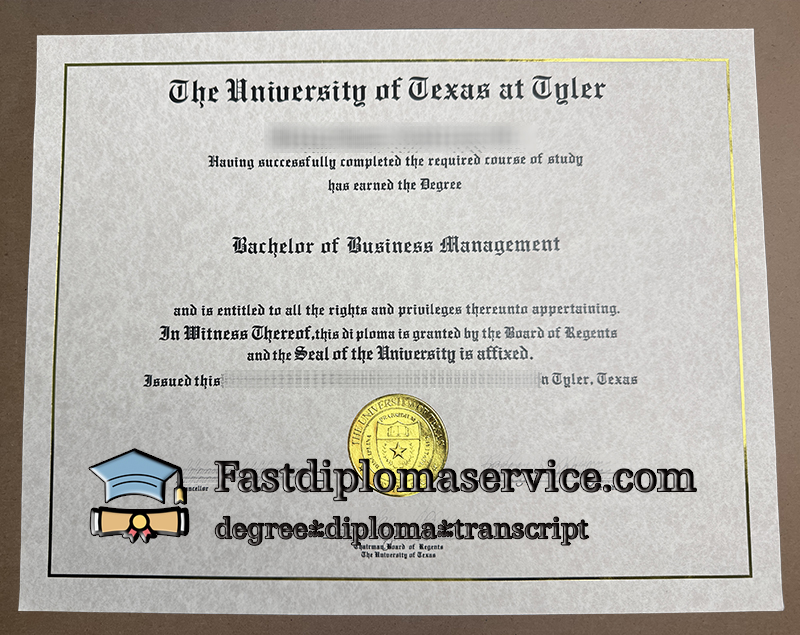 The University of Texas at Tyler
Having successfully completed the required course of study
has earned the Degree
Bachelor of Business Management
and is entitled to all the rights and privileges thereunto appertaining.
In Witness Thereof,this di ploma is granted by the Board of Regents
and the Seal of the University is affixed.
Issued this
n Tyler, Texas
THE UNIVERSITY OF
Fastdiplomaservice.com
degree*diploma*transcript
Chairman,Board of Regents
The University of Texas